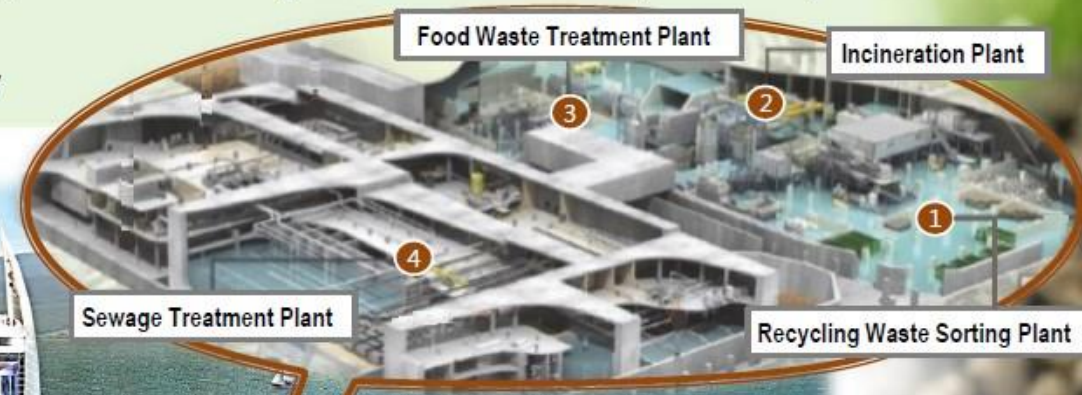 Food Waste Treatment Plant
Incineration Plant
3
2
1
4
Sewage Treatment Plant
Recycling Waste Sorting Plant